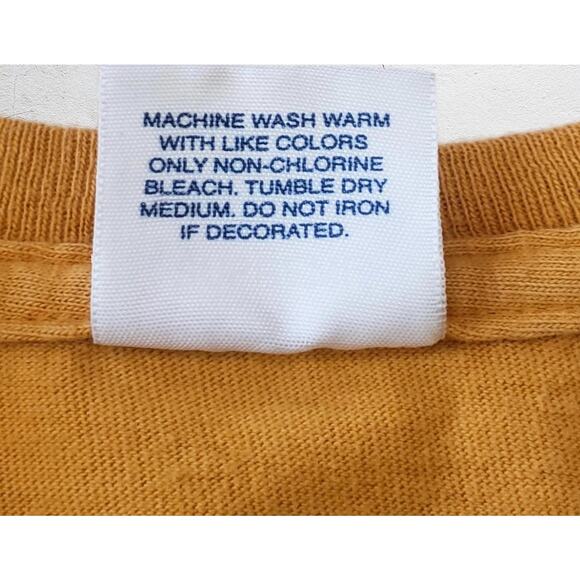 MACHINE WASH WARM
WITH LIKE COLORS
ONLY NON-CHLORINE
BLEACH. TUMBLE DRY
MEDIUM. DO NOT IRON
IF DECORATED.